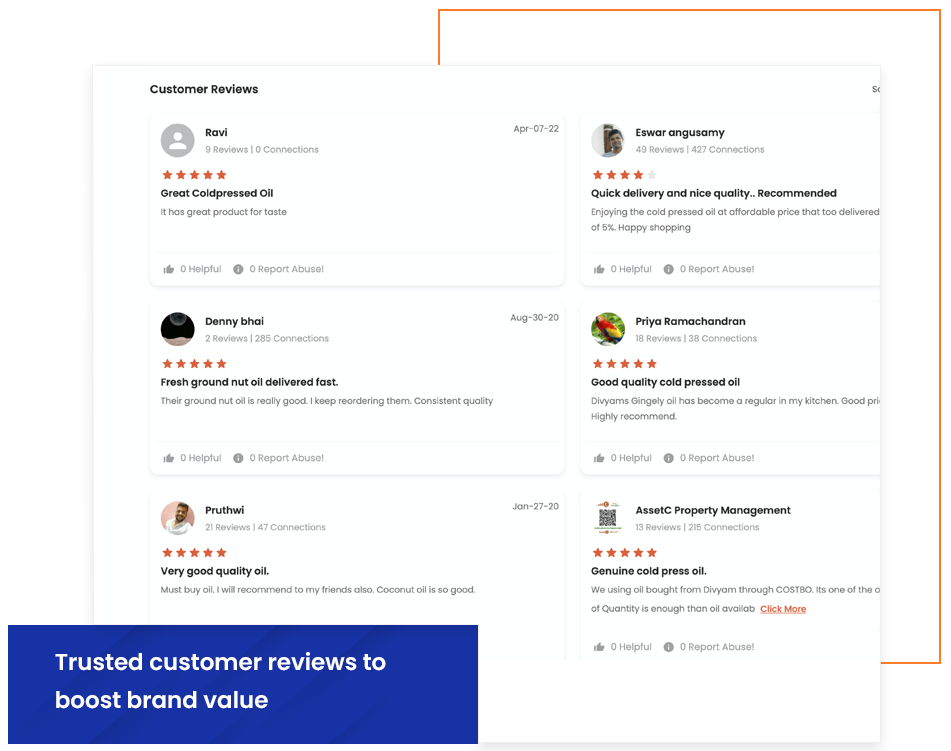 Customer Reviews
Ravi
9 Reviews | 0 Connections
Apr-07-22
Great Coldpressed Oil
It has great product for taste
0 Helpful
0 Report Abuse!
Eswar angusamy
49 Reviews | 427 Connections
Quick delivery and nice quality.. Recommended
Enjoying the cold pressed oil at affordable price that too delivered
of 5%. Happy shopping
0 Helpful
0 Report Abuse!
Denny bhai
2 Reviews | 285 Connections
Aug-30-20
Fresh ground nut oil delivered fast.
Their ground nut oil is really good. I keep reordering them. Consistent quality
0 Helpful
0 Report Abuse!
Priya Ramachandran
18 Reviews | 38 Connections
Good quality cold pressed oil
Divyams Gingely oil has become a regular in my kitchen. Good
Highly recommend.
0 Helpful
0 Report Abuse!
Pruthwi
21 Reviews | 47 Connections
Jan-27-20
Very good quality oil.
Must buy oil. I will recommend to my friends also. Coconut oil is so good.
AssetC Property Management
13 Reviews | 215 Connections
Genuine cold press oil.
We using oil bought from Divyam through COSTBO. Its one of the
of Quantity is enough than oil availab Click More
0 Helpful
0 Report Abuse!
Trusted customer reviews to
boost brand value